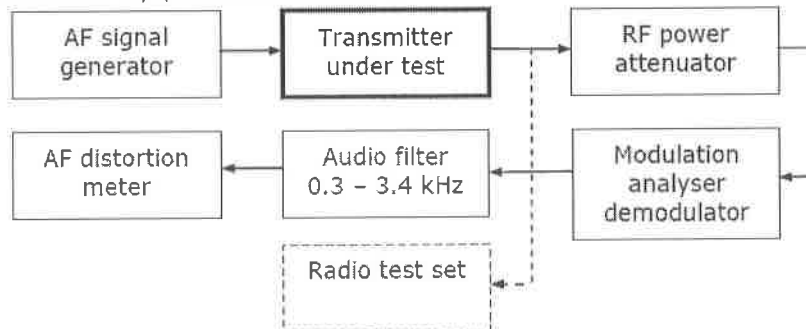 AF signal
generator
Transmitter
under test
RF power
attenuator
AF distortion
meter
Audio filter
0.3 – 3.4 kHz
Modulation
analyser
demodulator
Radio test set